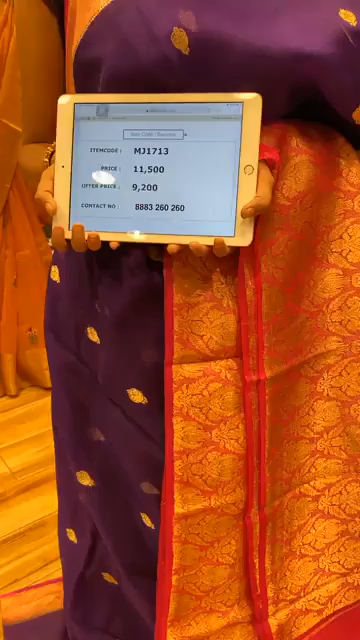 ITEMCODE : MJ1713
PRICE : 11,500
OFFER PRICE : 9,200
CONTACT NO : 8883 260 260